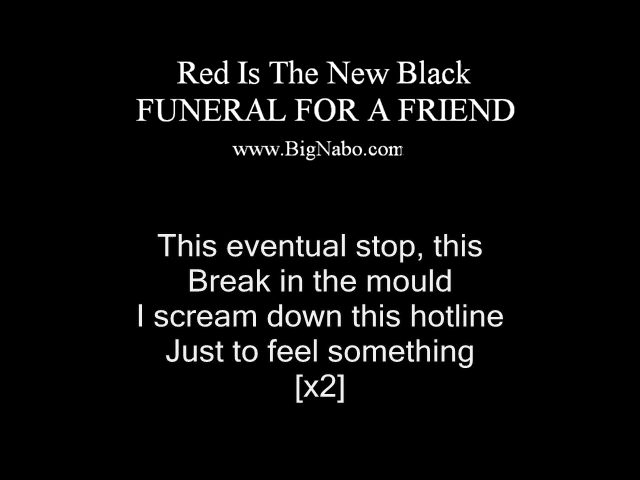 Red Is The New Black
FUNERAL FOR A FRIEND
www.BigNabo.com
This eventual stop, this
Break in the mould
I scream down this hotline
Just to feel something
[x2]